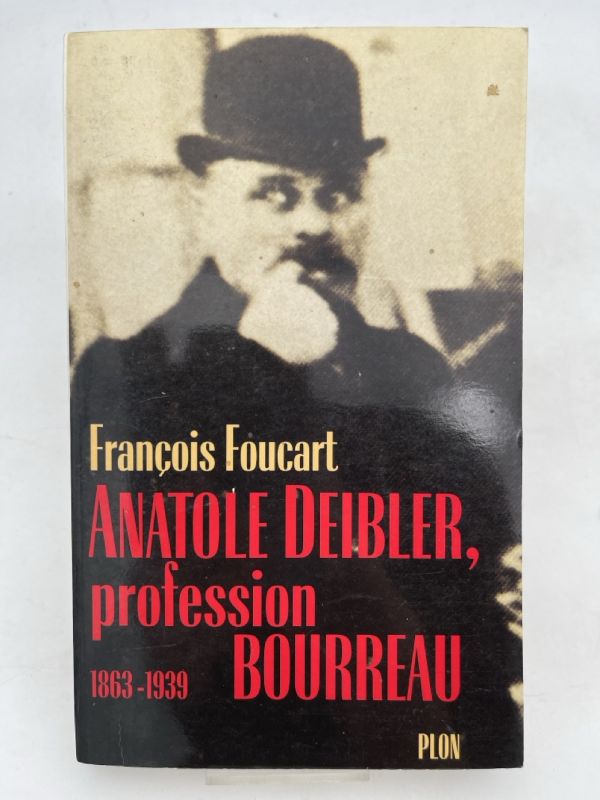 François Foucart
ANATOLE DEIBLER,
profession
1863-1939 BOURREAU
PLON